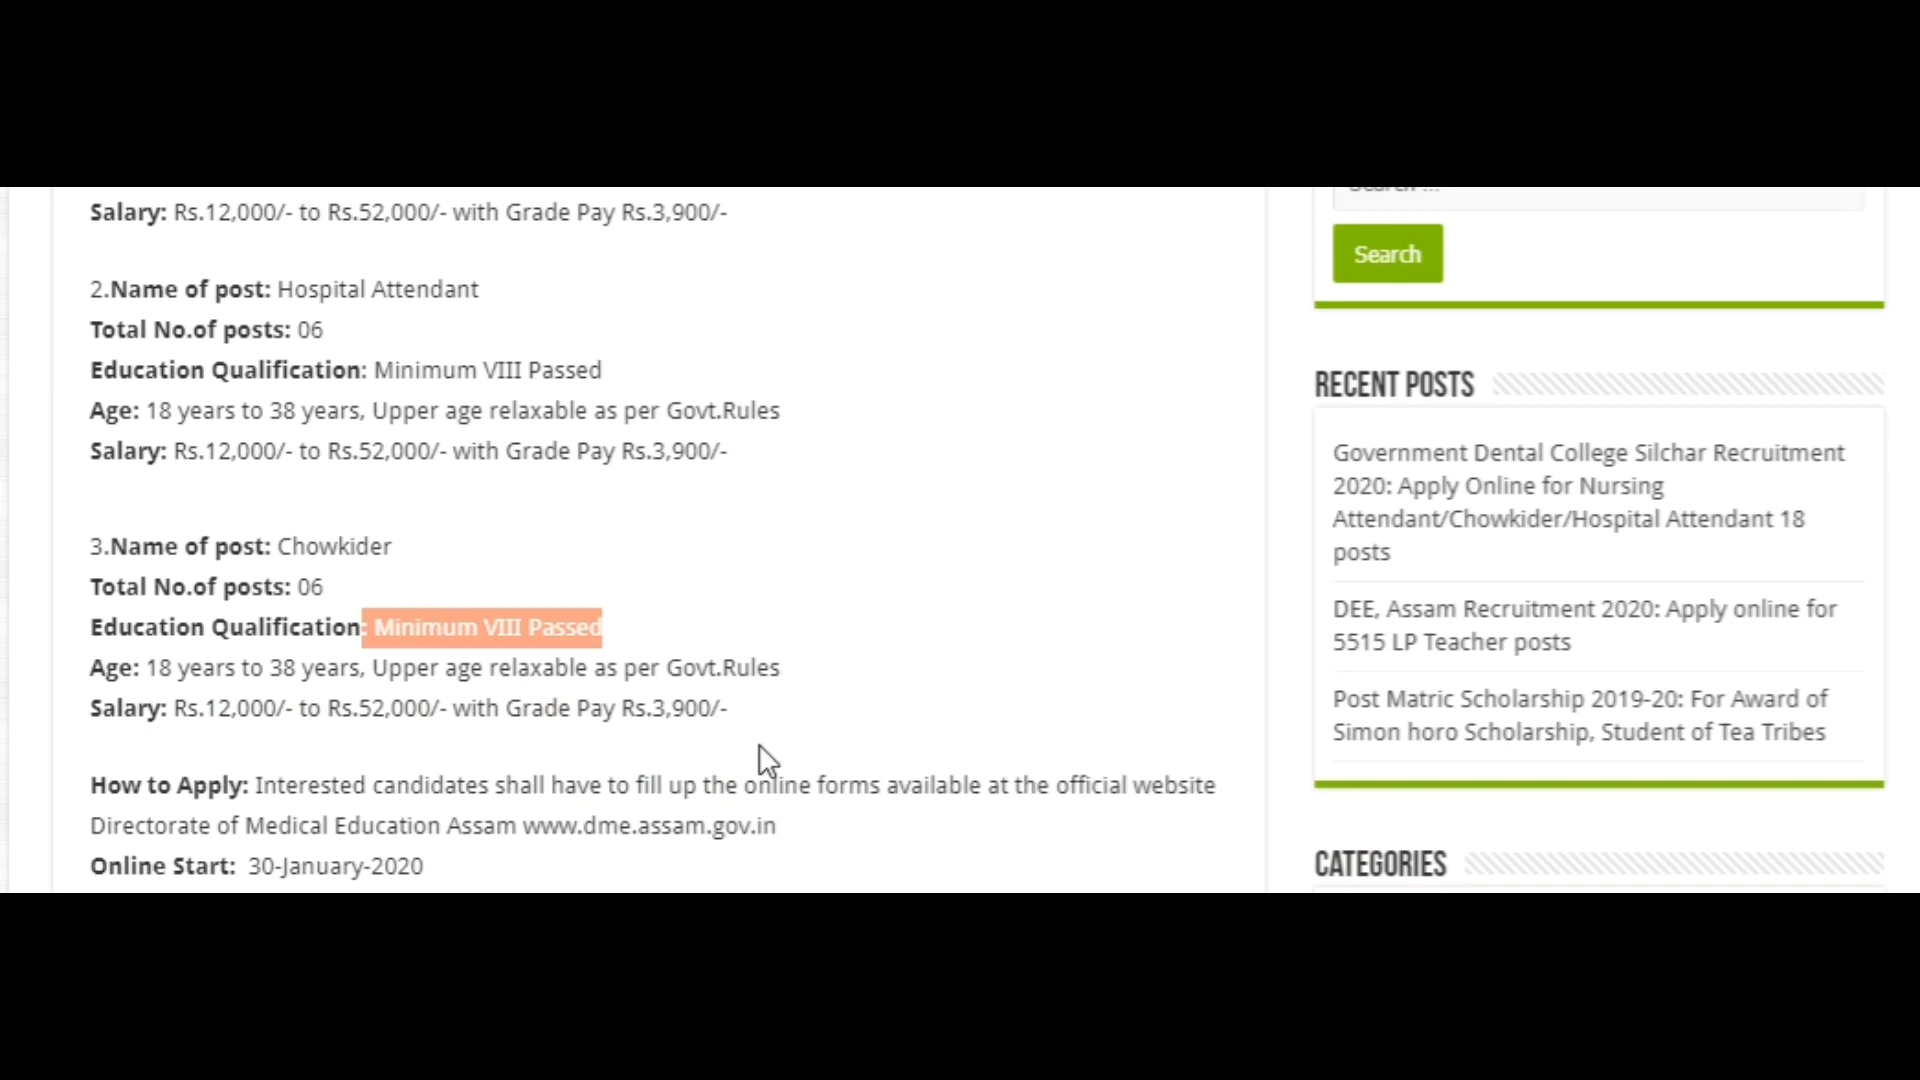 Salary: Rs.12,000/- to Rs.52,000/- with Grade Pay Rs.3,900/-
2.Name of post: Hospital Attendant
Total No.of posts: 06
Education Qualification: Minimum VIII Passed
Age: 18 years to 38 years, Upper age relaxable as per Govt.Rules
Salary: Rs.12,000/- to Rs.52,000/- with Grade Pay Rs.3,900/-
3.Name of post: Chowkider
Total No.of posts: 06
Education Qualification: Minimum VIII Passed
Age: 18 years to 38 years, Upper age relaxable as per Govt.Rules
Salary: Rs.12,000/- to Rs.52,000/- with Grade Pay Rs.3,900/-
How to Apply: Interested candidates shall have to fill up the online forms available at the official website
Directorate of Medical Education Assam www.dme.assam.gov.in
Online Start: 30-January-2020
Search ...
Search
RECENT POSTS
Government Dental College Silchar Recruitment
2020: Apply Online for Nursing
Attendant/Chowkider/Hospital Attendant 18
posts
DEE, Assam Recruitment 2020: Apply online for
5515 LP Teacher posts
Post Matric Scholarship 2019-20: For Award of
Simon horo Scholarship, Student of Tea Tribes
CATEGORIES